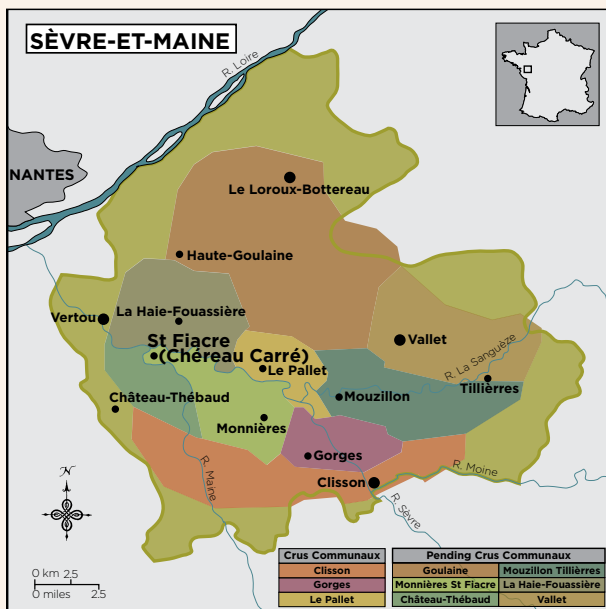 SÈVRE-ET-MAINE
R. Loire
NANTES
Le Loroux-Bottereau
Haute-Goulaine
La Haie-Fouassière
Vertou
St Fiacre
(Chéreau Carré)
Vallet
R. La Sanguèze
Le Pallet
Tillièrres
Château-Thébaud
Mouzillon
Monnières
Gorges
R. Maine
Clisson
R. Moine
R. Sèvre
N
0 km 2.5
0 miles 2.5
Crus Communaux
Clisson
Gorges
Le Pallet
Pending Crus Communaux
Goulaine Mouzillon Tillières
Monnières St Fiacre La Haie-Fouassière
Château-Thébaud Vallet